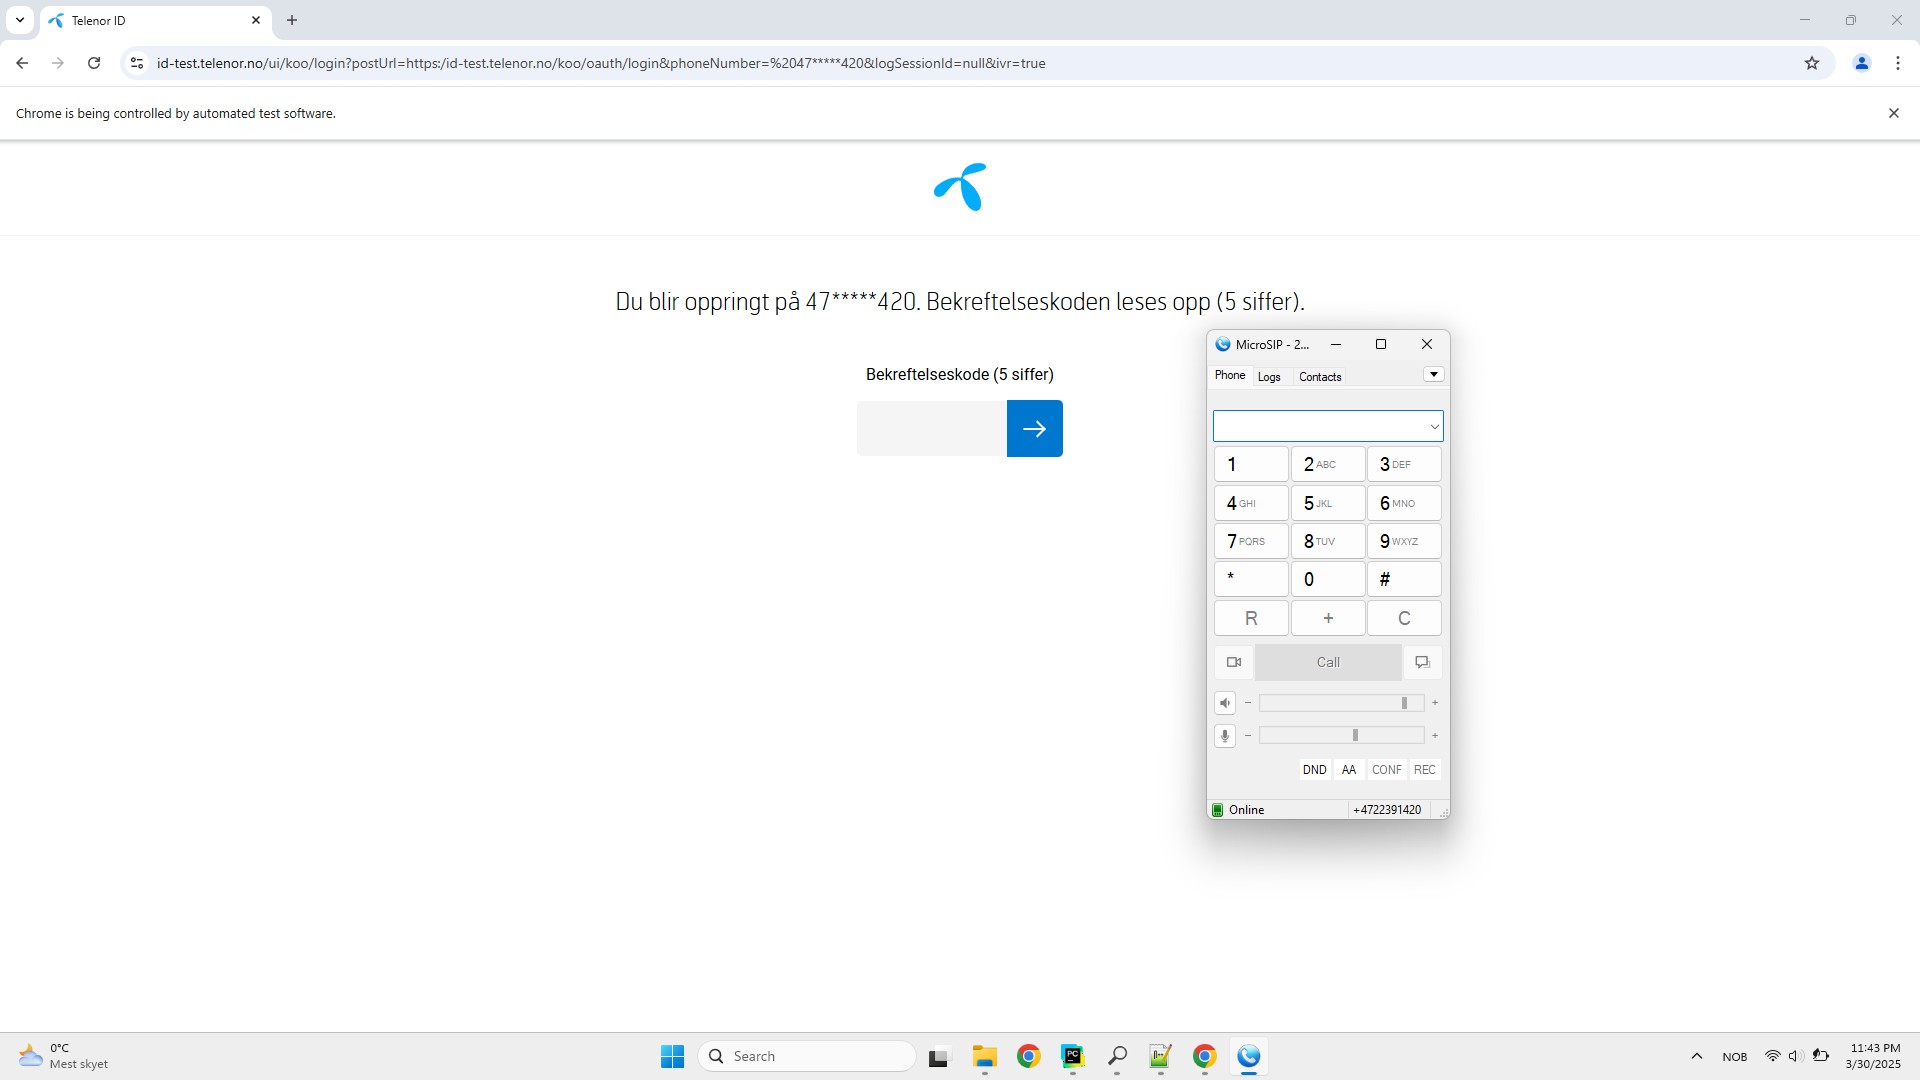 Telenor ID
id-test.telenor.no/ui/koo/login?postUrl=https:/id-test.telenor.no/koo/oauth/login&phoneNumber=%2047*****420&logSessionId=null&ivr=true
Chrome is being controlled by automated test software.
Du blir oppringt på 47*****420. Bekreftelseskoden leses opp (5 siffer).
Bekreftelseskode (5 siffer)
MicroSIP - 2...
Phone Logs Contacts
1 2 ABC 3 DEF
4 GHI 5 JKL 6 MNO
7 PQRS 8 TUV 9 WXYZ
* 0 #
R + C
Call
− +
− +
DND AA CONF REC
Online +4722391420
0°C
Mest skyet
Search
PC
NOB
11:43 PM
3/30/2025